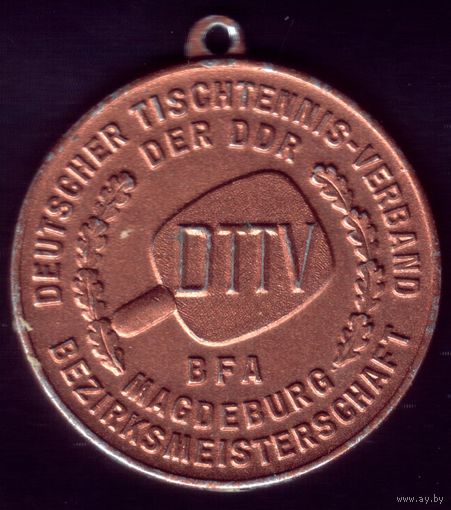 DEUTSCHER TISCHTENNIS-VERBAND
DER DDR
DTTV
BFA
MAGDEBURG
BEZIRKSMEISTERSCHAFT
www.ay.by